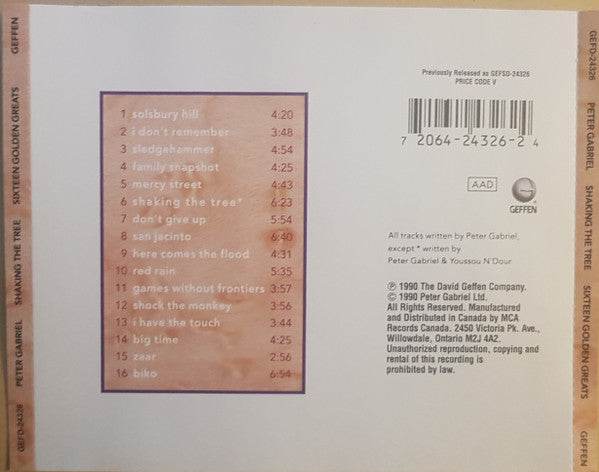 GEFFEN
SIXTEEN GOLDEN GREATS
SHAKING THE TREE
PETER GABRIEL
GEFD-24326
1 solsbury hill 4:20
2 i don't remember 3:48
3 sledgehammer 4:54
4 family snapshot 4:25
5 mercy street 4:43
6 shaking the tree* 6:23
7 don't give up 5:54
8 san jacinto 6:40
9 here comes the flood 4:31
10 red rain 5:35
11 games without frontiers 3:57
12 shock the monkey 3:56
13 i have the touch 3:44
14 big time 4:25
15 zaar 2:56
16 biko 6:54
Previously Released as GEFSD-24326
PRICE CODE V
7 2064-24326-2 4
AAD
GEFFEN
All tracks written by Peter Gabriel,
except * written by
Peter Gabriel & Youssou N'Dour
℗ 1990 The David Geffen Company.
© 1990 Peter Gabriel Ltd.
All Rights Reserved. Manufactured
and Distributed in Canada by MCA
Records Canada. 2450 Victoria Pk. Ave.,
Willowdale, Ontario M2J 4A2.
Unauthorized reproduction, copying and
rental of this recording is
prohibited by law.
GEFD-24326
PETER GABRIEL
SHAKING THE TREE
SIXTEEN GOLDEN GREATS
GEFFEN